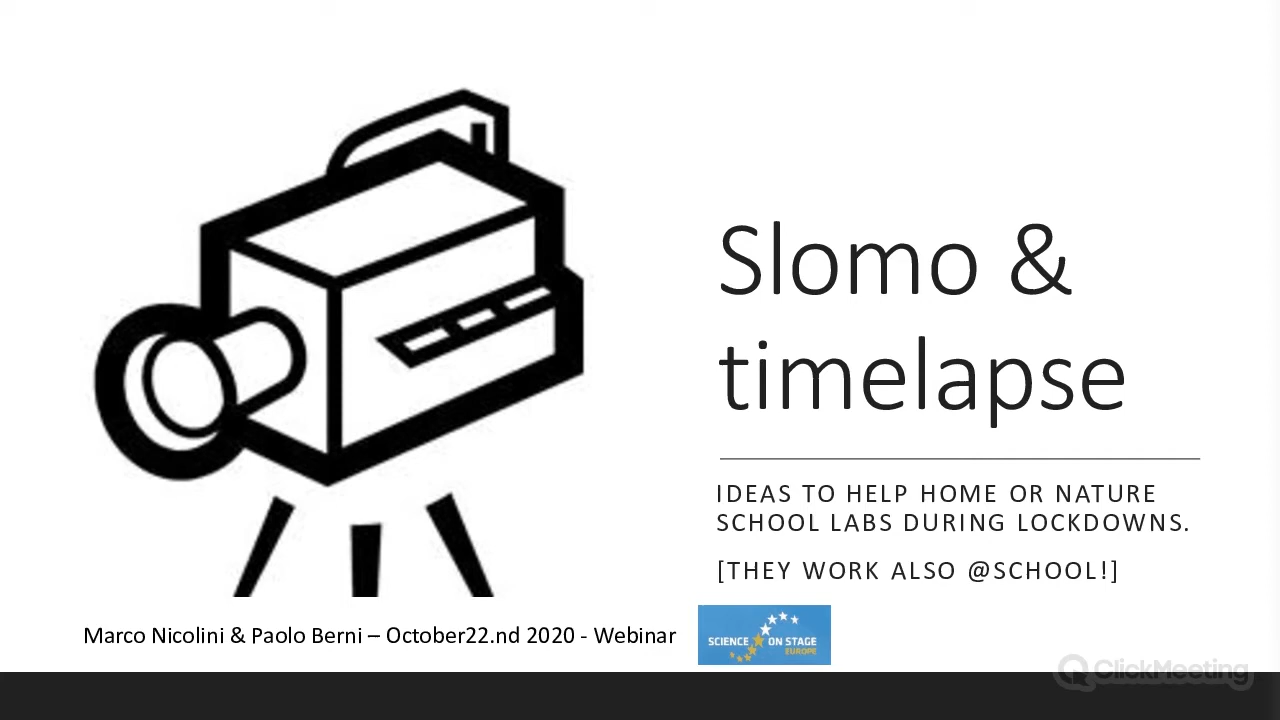 Slomo &
timelapse
IDEAS TO HELP HOME OR NATURE
SCHOOL LABS DURING LOCKDOWNS.
[THEY WORK ALSO @SCHOOL!]
Marco Nicolini & Paolo Berni – October22.nd 2020 - Webinar
SCIENCE ON STAGE
EUROPE
ClickMeeting